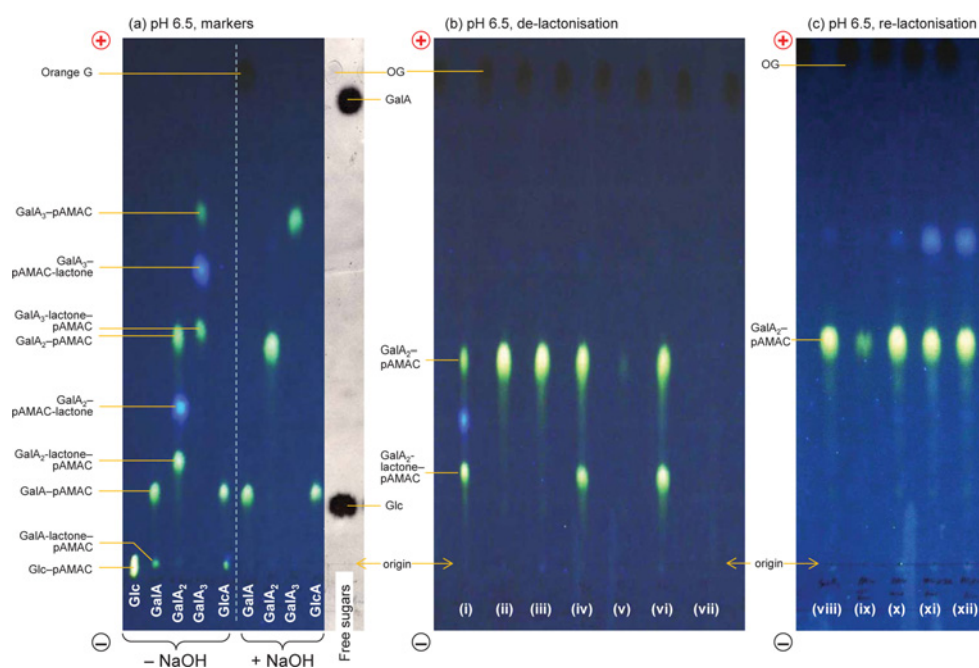 (a) pH 6.5, markers
(b) pH 6.5, de-lactonisation
(c) pH 6.5, re-lactonisation
+
+
+
Orange G
OG
GalA
OG
GalA₃–pAMAC
GalA₃–
pAMAC-lactone
GalA₃-lactone–
pAMAC
GalA₂–pAMAC
GalA₂–
pAMAC-lactone
GalA₂-lactone–
pAMAC
GalA–pAMAC
GalA-lactone–
pAMAC
Glc–pAMAC
GalA₂–
pAMAC
GalA₂-
lactone–
pAMAC
Glc
origin
GalA₂–
pAMAC
origin
Glc
GalA
GalA₂
GalA₃
GlcA
GalA
GalA₂
GalA₃
GlcA
Free sugars
(i) (ii) (iii) (iv) (v) (vi) (vii)
(viii) (ix) (x) (xi) (xii)
– NaOH
+ NaOH
−
−
−